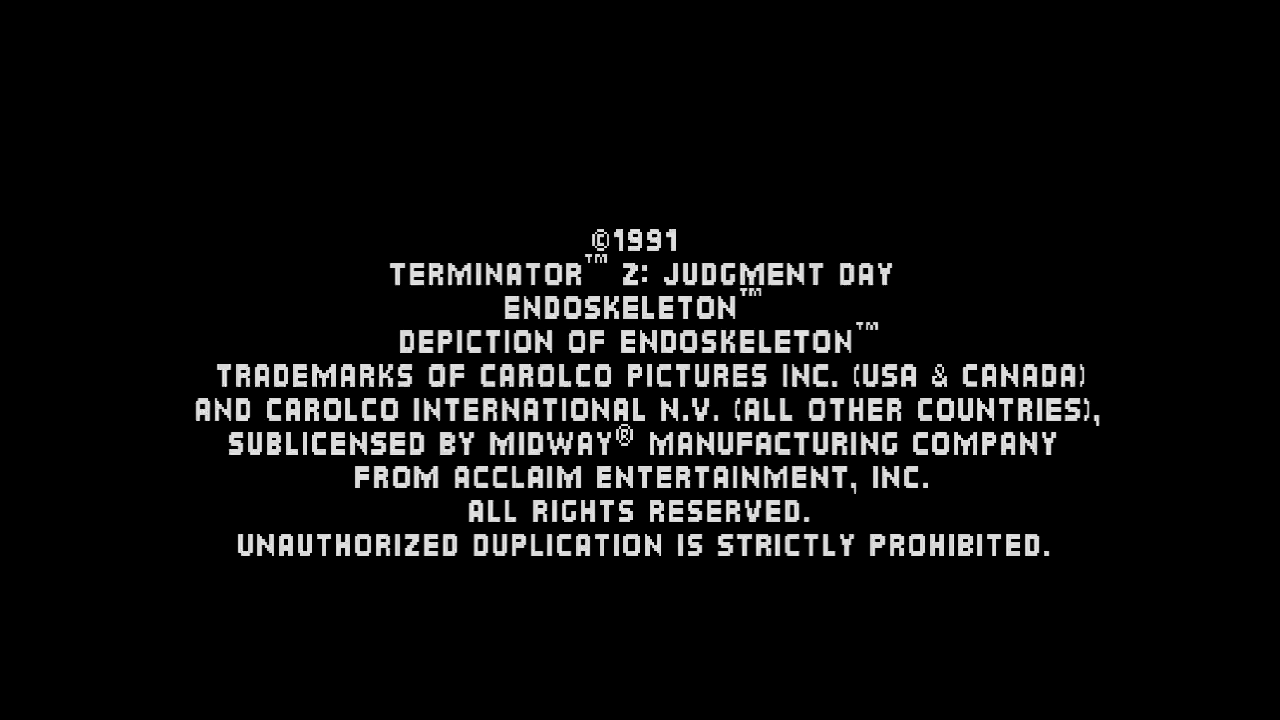 ©1991
TERMINATOR™ 2: JUDGMENT DAY
ENDOSKELETON™
DEPICTION OF ENDOSKELETON™
TRADEMARKS OF CAROLCO PICTURES INC. (USA & CANADA)
AND CAROLCO INTERNATIONAL N.V. (ALL OTHER COUNTRIES),
SUBLICENSED BY MIDWAY® MANUFACTURING COMPANY
FROM ACCLAIM ENTERTAINMENT, INC.
ALL RIGHTS RESERVED.
UNAUTHORIZED DUPLICATION IS STRICTLY PROHIBITED.